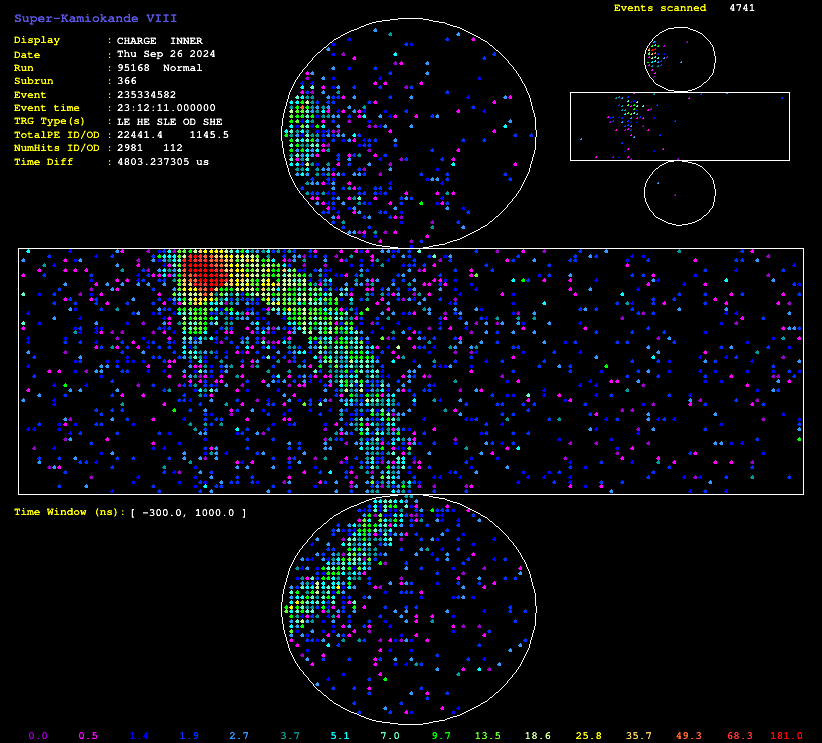 Events scanned 4741
Super-Kamiokande VIII
Display : CHARGE INNER
Date : Thu Sep 26 2024
Run : 95168 Normal
Subrun : 366
Event : 235334582
Event time : 23:12:11.000000
TRG Type(s) : LE HE SLE OD SHE
TotalPE ID/OD : 22441.4 1145.5
NumHits ID/OD : 2981 112
Time Diff : 4803.237305 us
Time Window (ns): [ -300.0, 1000.0 ]
0.0 0.5 1.4 1.9 2.7 3.7 5.1 7.0 9.7 13.5 18.6 25.8 35.7 49.3 68.3 181.0